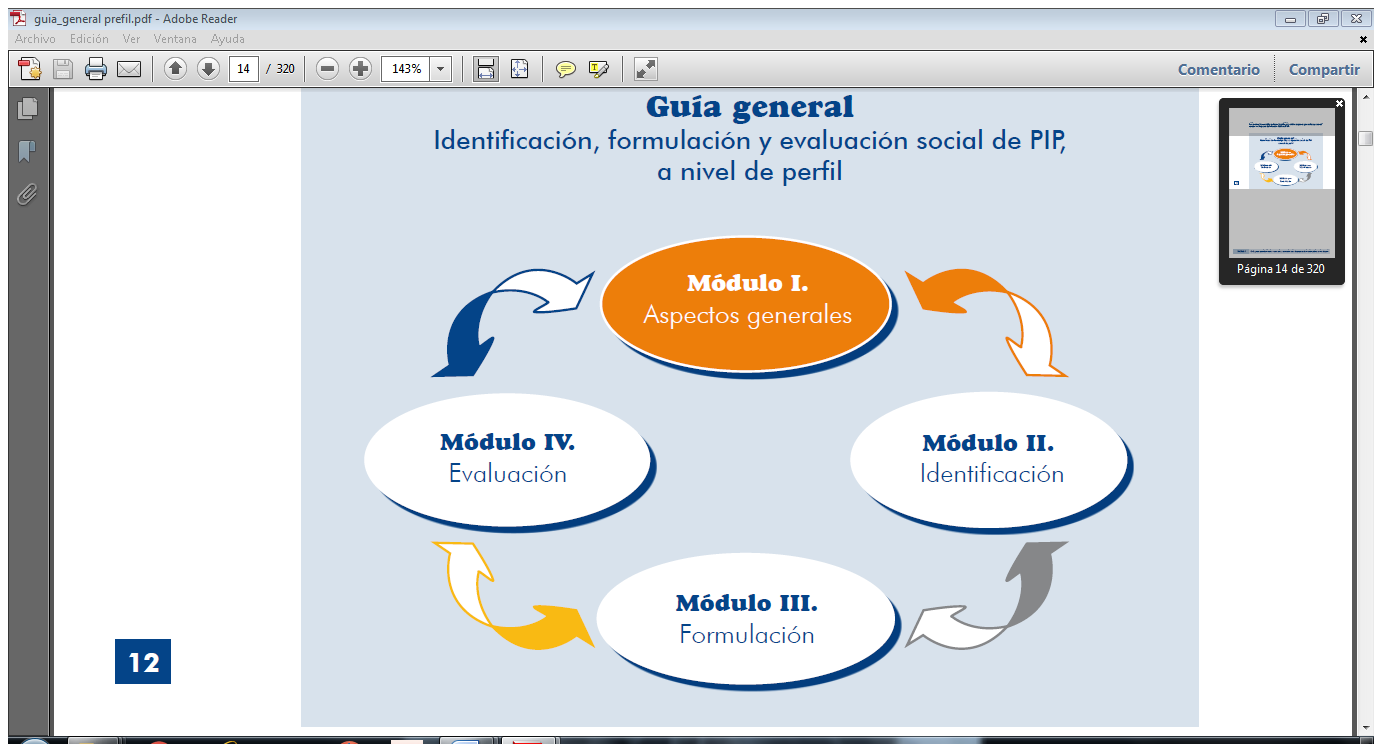 guia_general prefil.pdf - Adobe Reader
Archivo Edición Ver Ventana Ayuda
14 / 320 143% Comentario Compartir
Guía general
Identificación, formulación y evaluación social de PIP,
a nivel de perfil
Módulo I.
Aspectos generales
Módulo IV.
Evaluación
Módulo II.
Identificación
Módulo III.
Formulación
12
Página 14 de 320